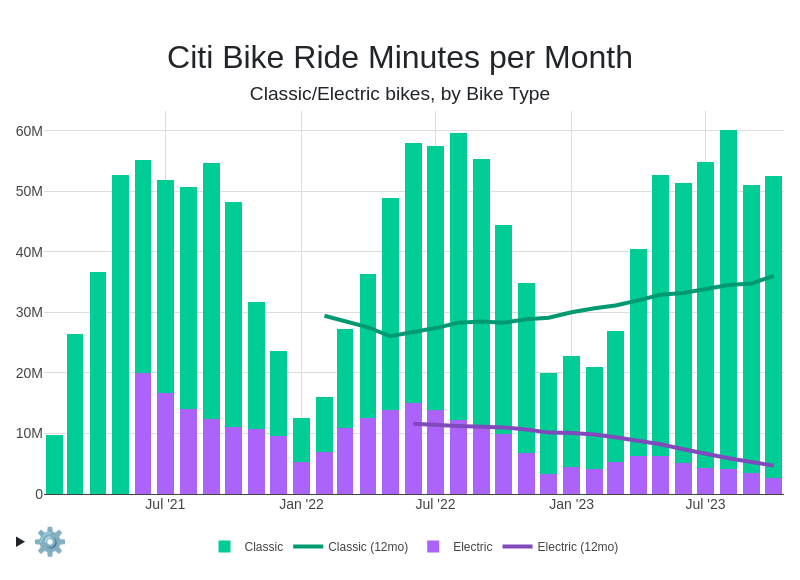 Citi Bike Ride Minutes per Month
Classic/Electric bikes, by Bike Type
60M
50M
40M
30M
20M
10M
0
Jul '21
Jan '22
Jul '22
Jan '23
Jul '23
Classic
Classic (12mo)
Electric
Electric (12mo)